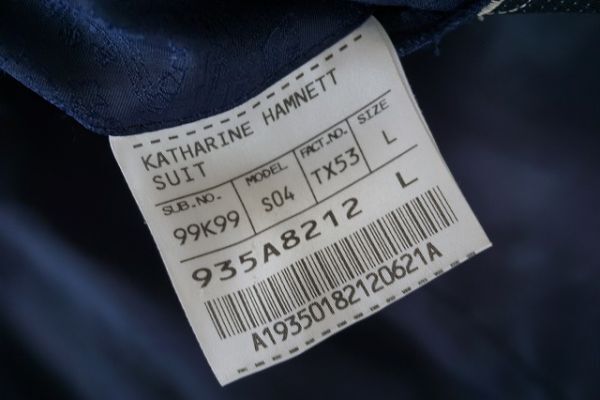 KATHARINE HAMNETT
SUIT
SUB.NO. MODEL FACT.NO. SIZE
99K99 S04 TX53 L
935A8212 L
A19350182120621A